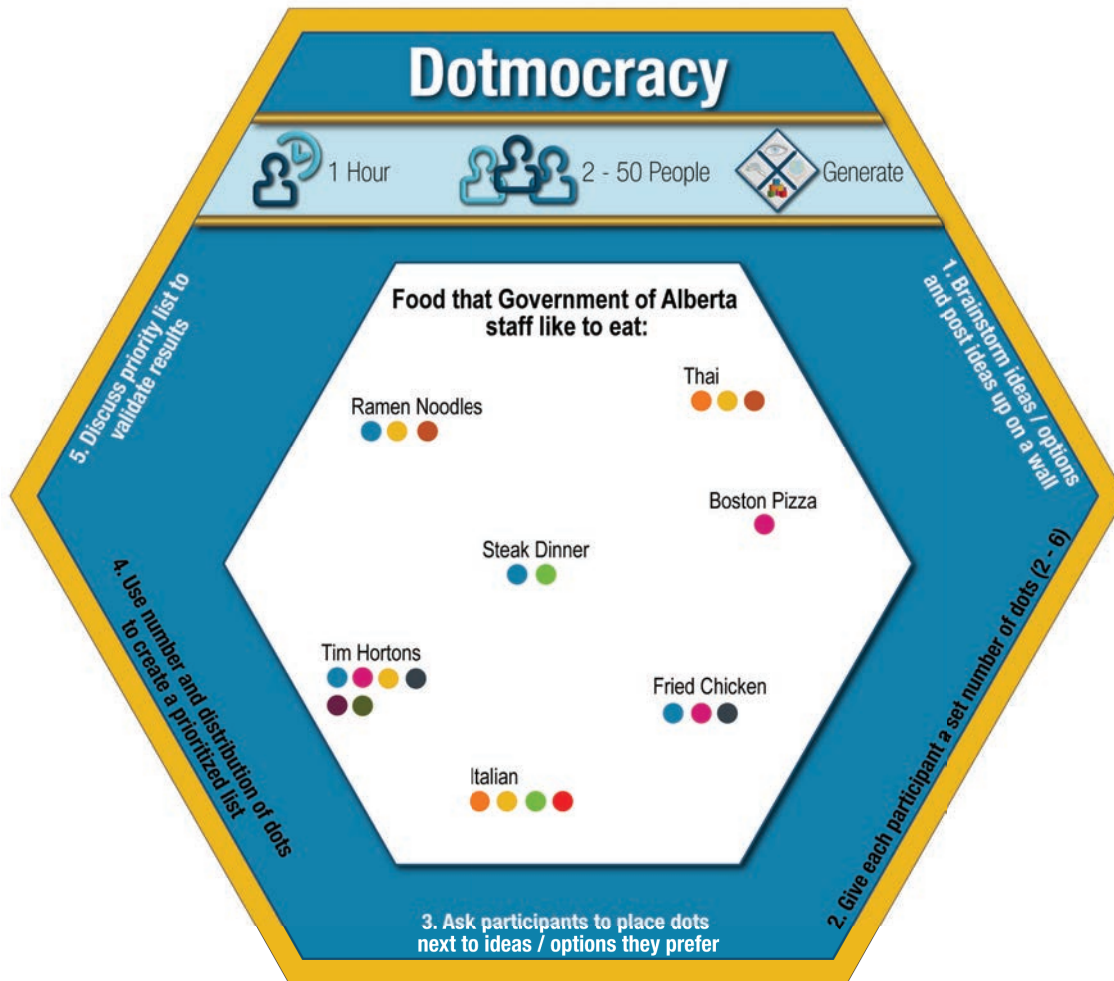 Dotmocracy
1 Hour
2 - 50 People
Generate
1. Brainstorm ideas / options
and post ideas up on a wall
2. Give each participant a set number of dots (2 - 6)
3. Ask participants to place dots
next to ideas / options they prefer
4. Use number and distribution of dots
to create a prioritized list
5. Discuss priority list to
validate results
Food that Government of Alberta
staff like to eat:
Thai
Ramen Noodles
Boston Pizza
Steak Dinner
Tim Hortons
Fried Chicken
Italian